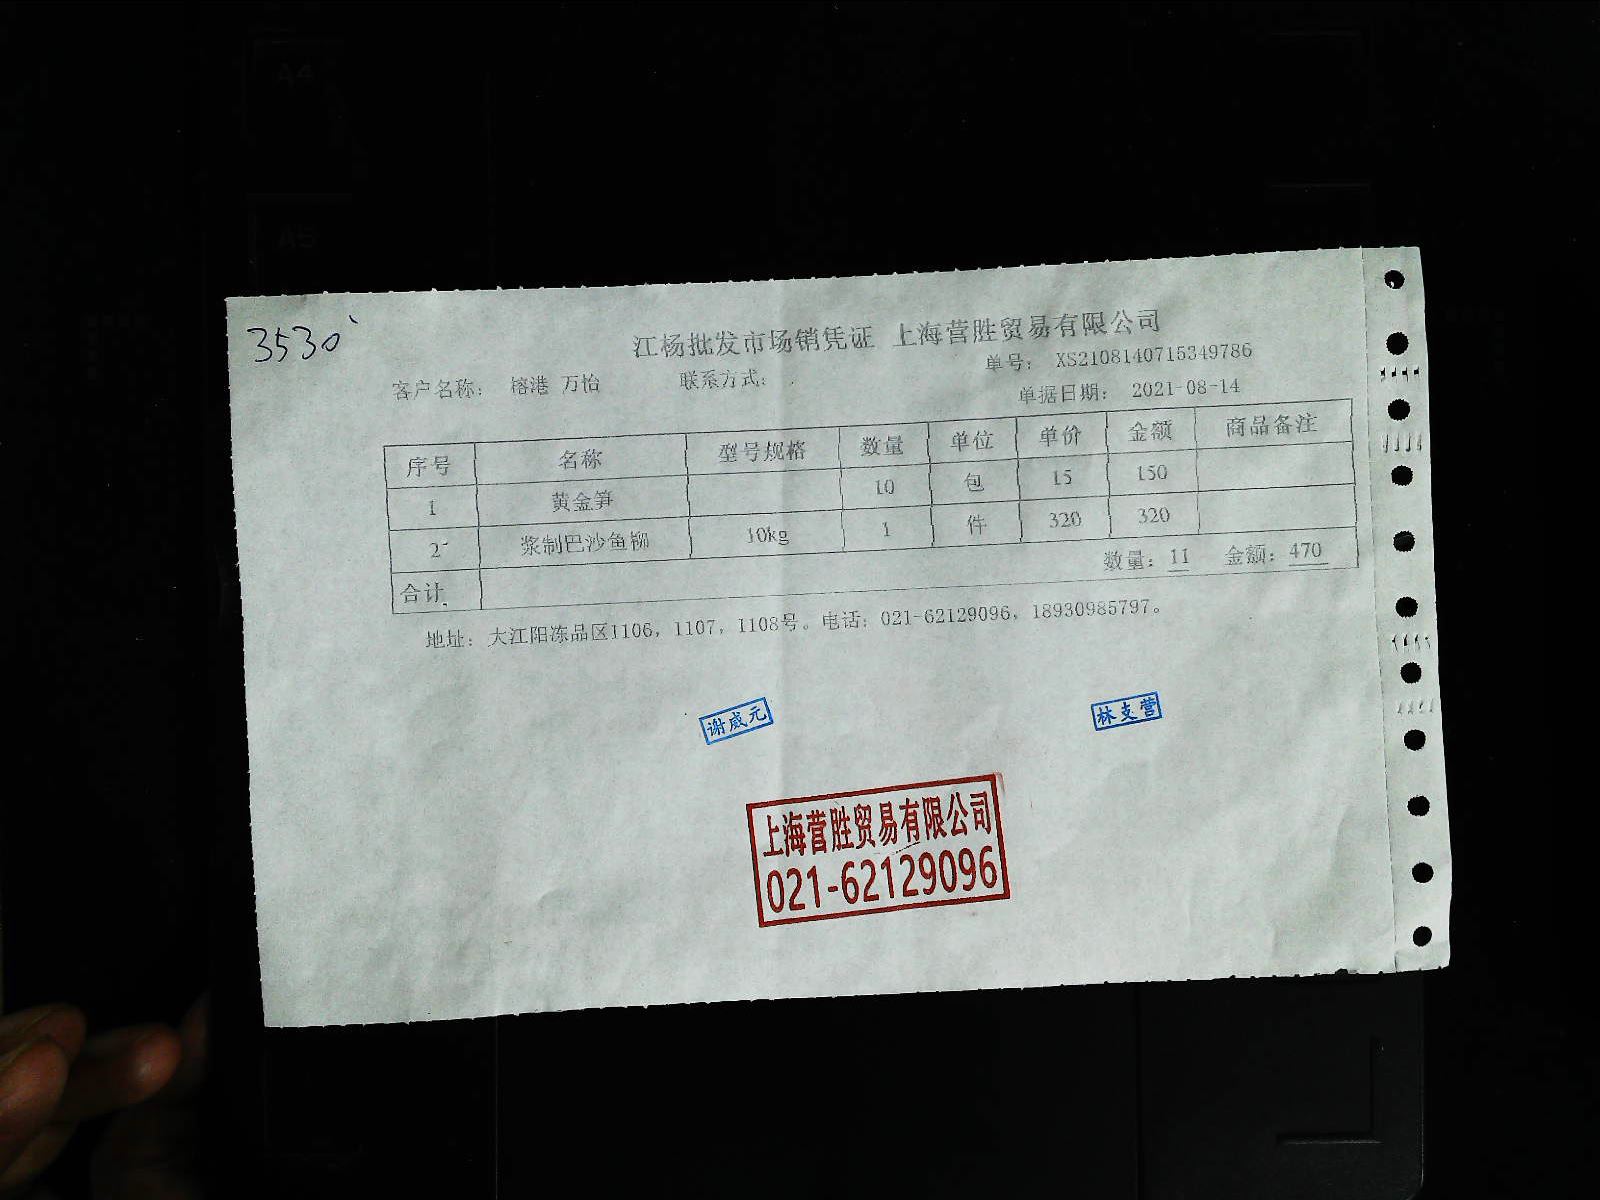 A4
A5
3530
江杨批发市场销凭证 上海营胜贸易有限公司
单号: XS2108140715349786
客户名称: 榕港 万怡 联系方式:
单据日期: 2021-08-14
序号 名称 型号规格 数量 单位 单价 金额 商品备注
1 黄金笋 10 包 15 150
2 浆制巴沙鱼柳 10kg 1 件 320 320
合计 数量: 11 金额: 470
地址: 大江阳冻品区1106, 1107, 1108号。电话: 021-62129096, 18930985797。
谢威元 林支营
上海营胜贸易有限公司
021-62129096